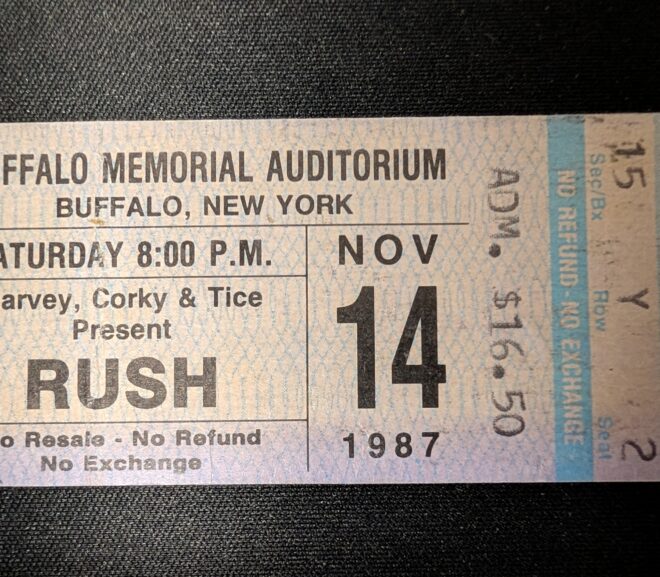 FFALO MEMORIAL AUDITORIUM
BUFFALO, NEW YORK
ATURDAY 8:00 P.M.
arvey, Corky & Tice
Present
RUSH
o Resale - No Refund
No Exchange
NOV
14
1987
ADM. $16.50
NO REFUND - NO EXCHANGE
Sec/Bx Row Seat
15 Y 2